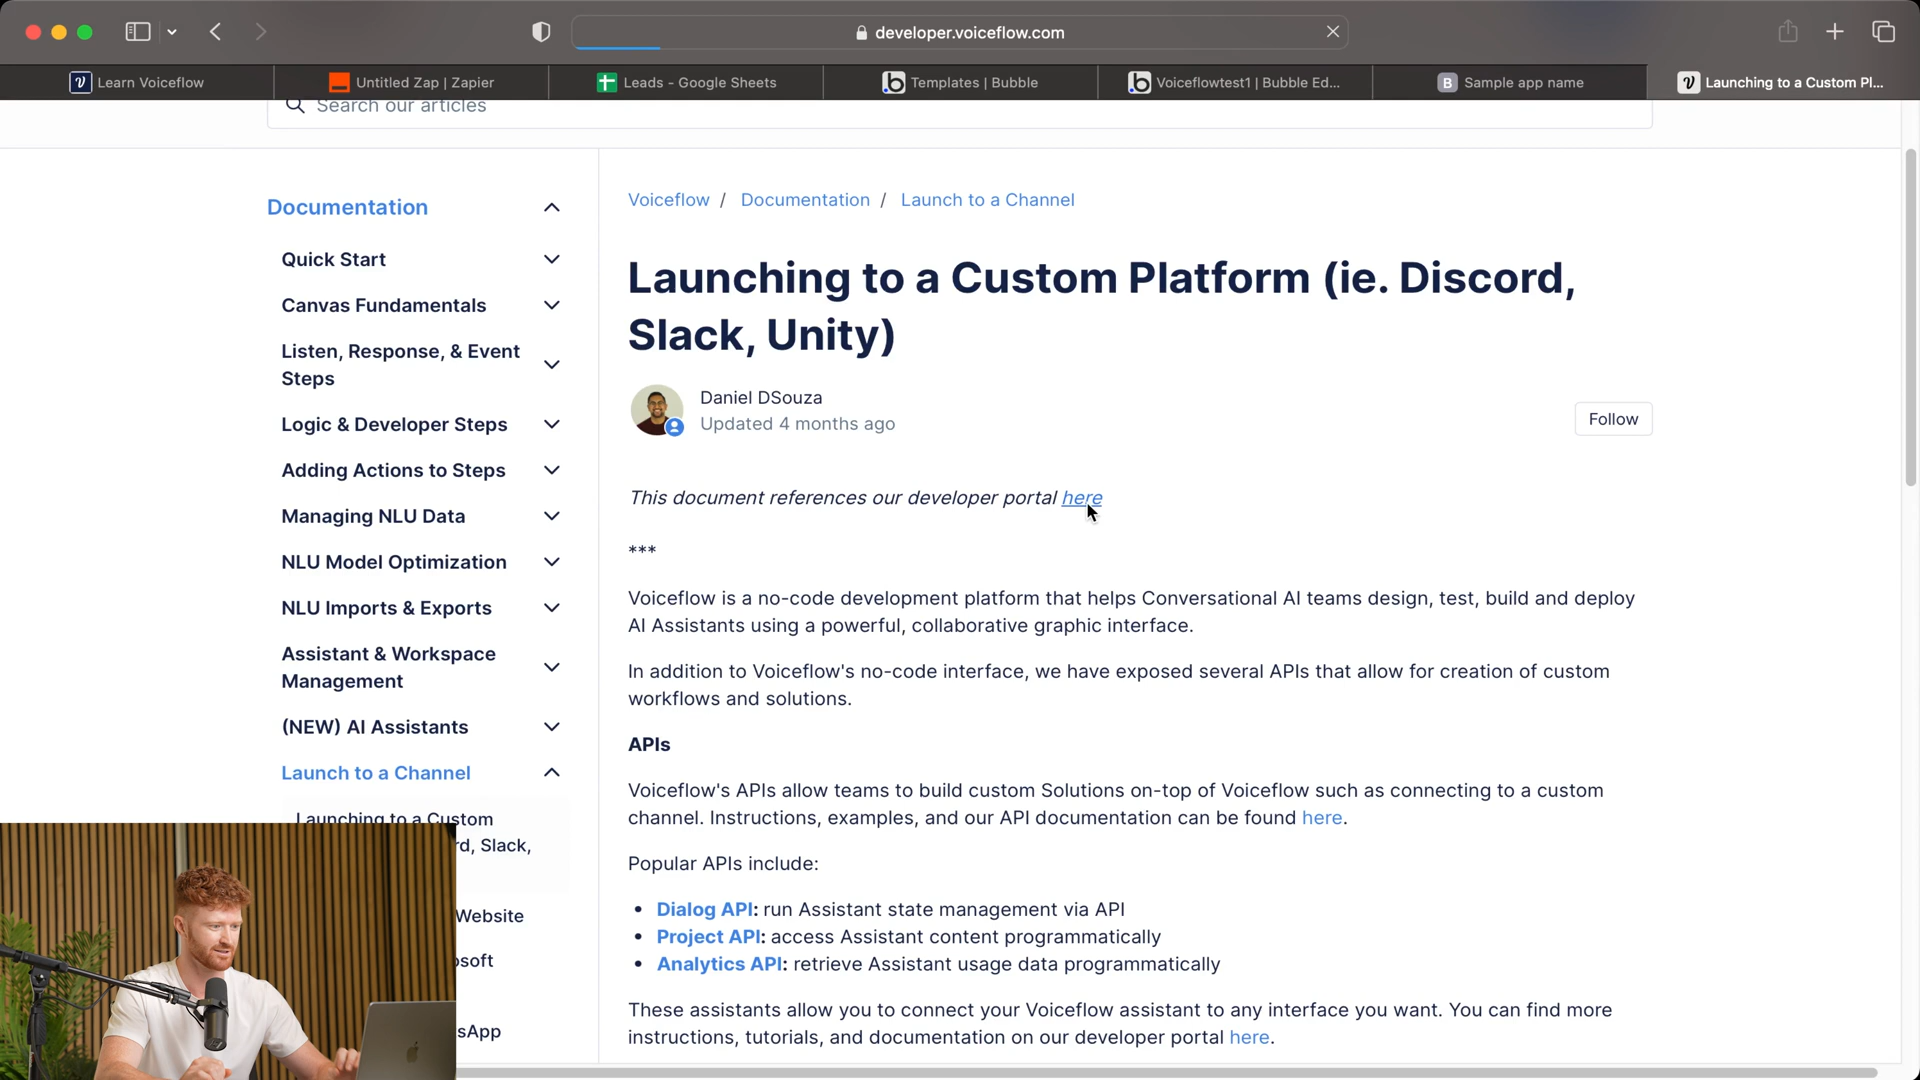 developer.voiceflow.com
Learn Voiceflow
Untitled Zap | Zapier
Leads - Google Sheets
Templates | Bubble
Voiceflowtest1 | Bubble Ed...
Sample app name
Launching to a Custom Pl...
Search our articles
Documentation
Quick Start
Canvas Fundamentals
Listen, Response, & Event
Steps
Logic & Developer Steps
Adding Actions to Steps
Managing NLU Data
NLU Model Optimization
NLU Imports & Exports
Assistant & Workspace
Management
(NEW) AI Assistants
Launch to a Channel
Launching to a Custom
rd, Slack,
Website
osoft
sApp
Voiceflow / Documentation / Launch to a Channel
Launching to a Custom Platform (ie. Discord,
Slack, Unity)
Daniel DSouza
Updated 4 months ago
Follow
This document references our developer portal here
***
Voiceflow is a no-code development platform that helps Conversational AI teams design, test, build and deploy
AI Assistants using a powerful, collaborative graphic interface.
In addition to Voiceflow's no-code interface, we have exposed several APIs that allow for creation of custom
workflows and solutions.
APIs
Voiceflow's APIs allow teams to build custom Solutions on-top of Voiceflow such as connecting to a custom
channel. Instructions, examples, and our API documentation can be found here.
Popular APIs include:
• Dialog API: run Assistant state management via API
• Project API: access Assistant content programmatically
• Analytics API: retrieve Assistant usage data programmatically
These assistants allow you to connect your Voiceflow assistant to any interface you want. You can find more
instructions, tutorials, and documentation on our developer portal here.